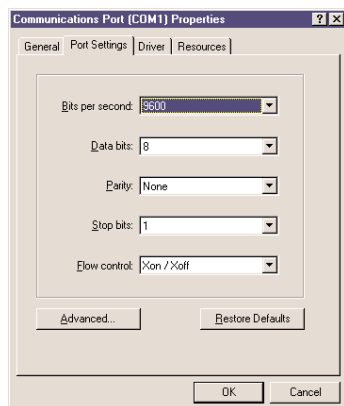 Communications Port (COM1) Properties ? X
General Port Settings Driver Resources
Bits per second: 9600
Data bits: 8
Parity: None
Stop bits: 1
Flow control: Xon / Xoff
Advanced... Restore Defaults
OK Cancel